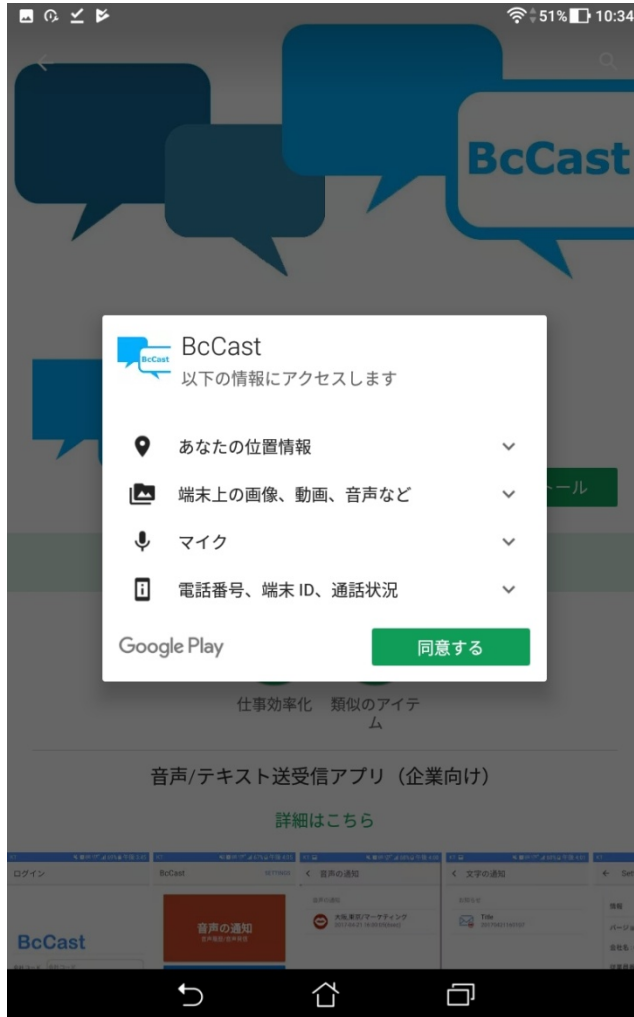 51% 10:34
BcCast
BcCast
BcCast
以下の情報にアクセスします
あなたの位置情報
端末上の画像、動画、音声など
マイク
電話番号、端末 ID、通話状況
Google Play
同意する
トール
仕事効率化
類似のアイテ
ム
音声/テキスト送受信アプリ（企業向け）
詳細はこちら
ログイン
BcCast
音声の通知
文字の通知
音声の通知
Title
BcCast